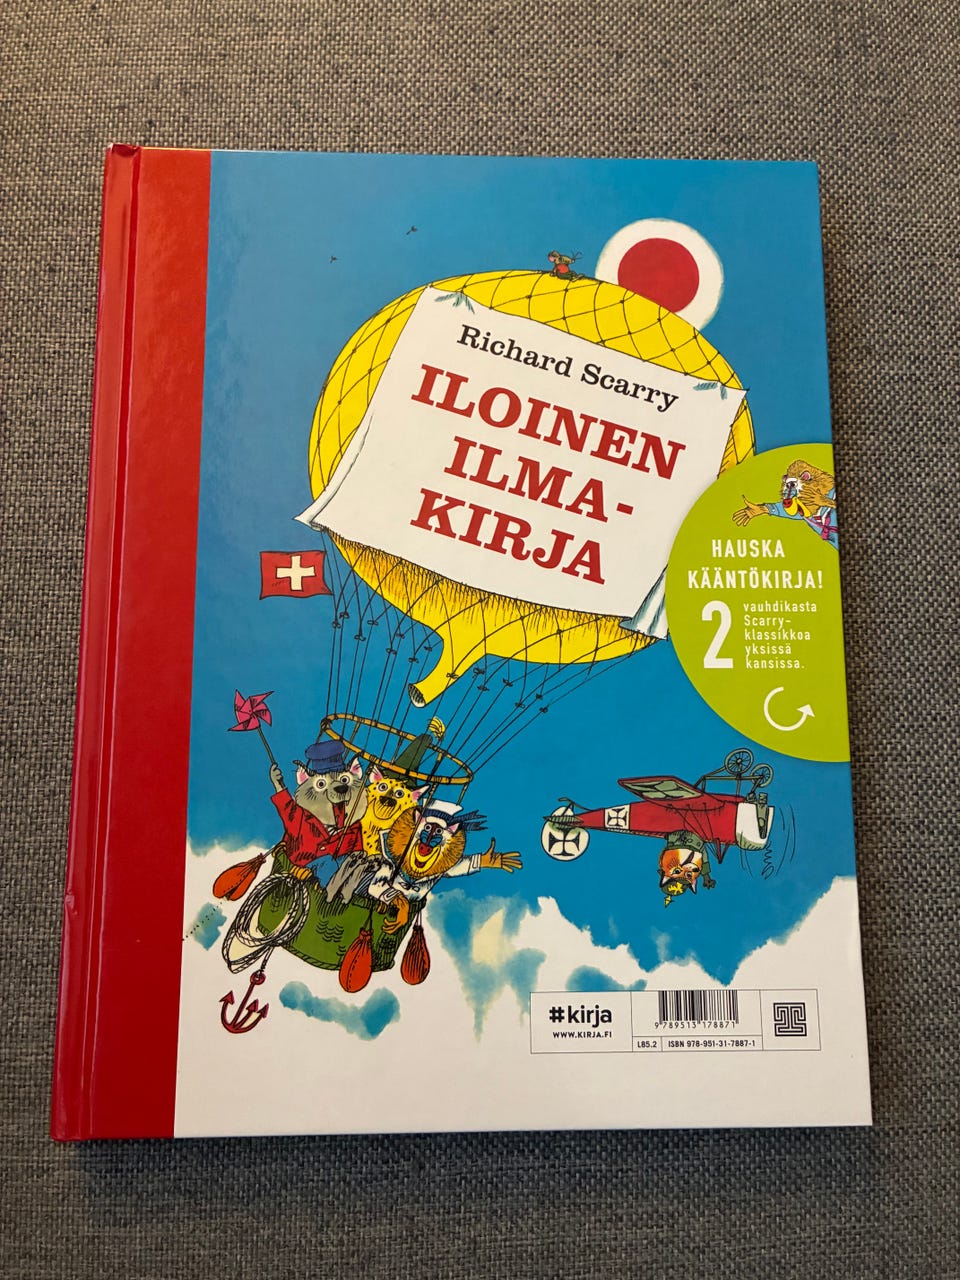 Richard Scarry
ILOINEN
ILMA-
KIRJA
HAUSKA
KÄÄNTÖKIRJA!
2
vauhdikasta
Scarry-
klassikkoa
yksissä
kansissa.
#kirja
WWW.KIRJA.FI
9 789513 178871
L85.2
ISBN 978-951-31-7887-1